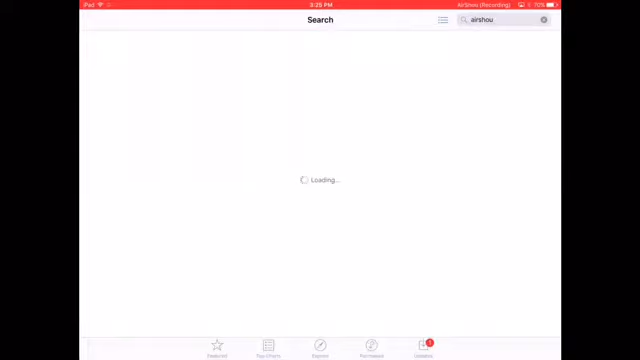 iPad 3:25 PM AirShou (Recording) 70%
Search
airshou
Loading...
1
Featured Top Charts Explore Purchased Updates